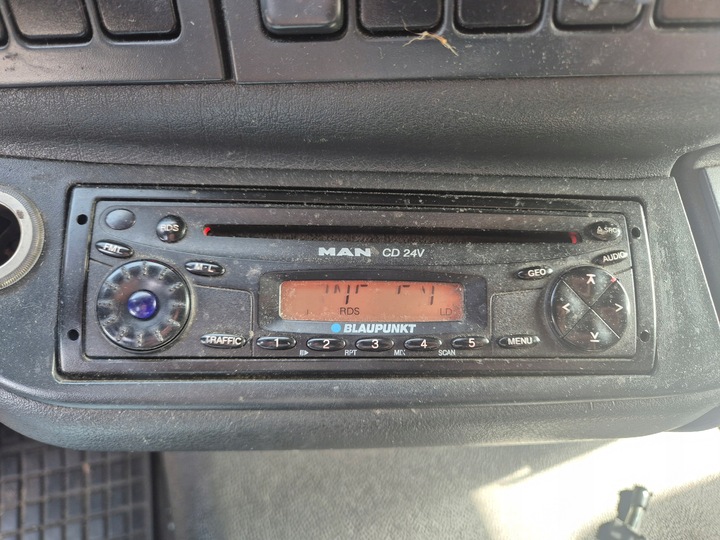 RDS
SRC
MAN CD 24V
FMT
AUDIO
GEO
RDS
LD
BLAUPUNKT
TRAFFIC 1 2 3 4 5 MENU
RPT MIX SCAN